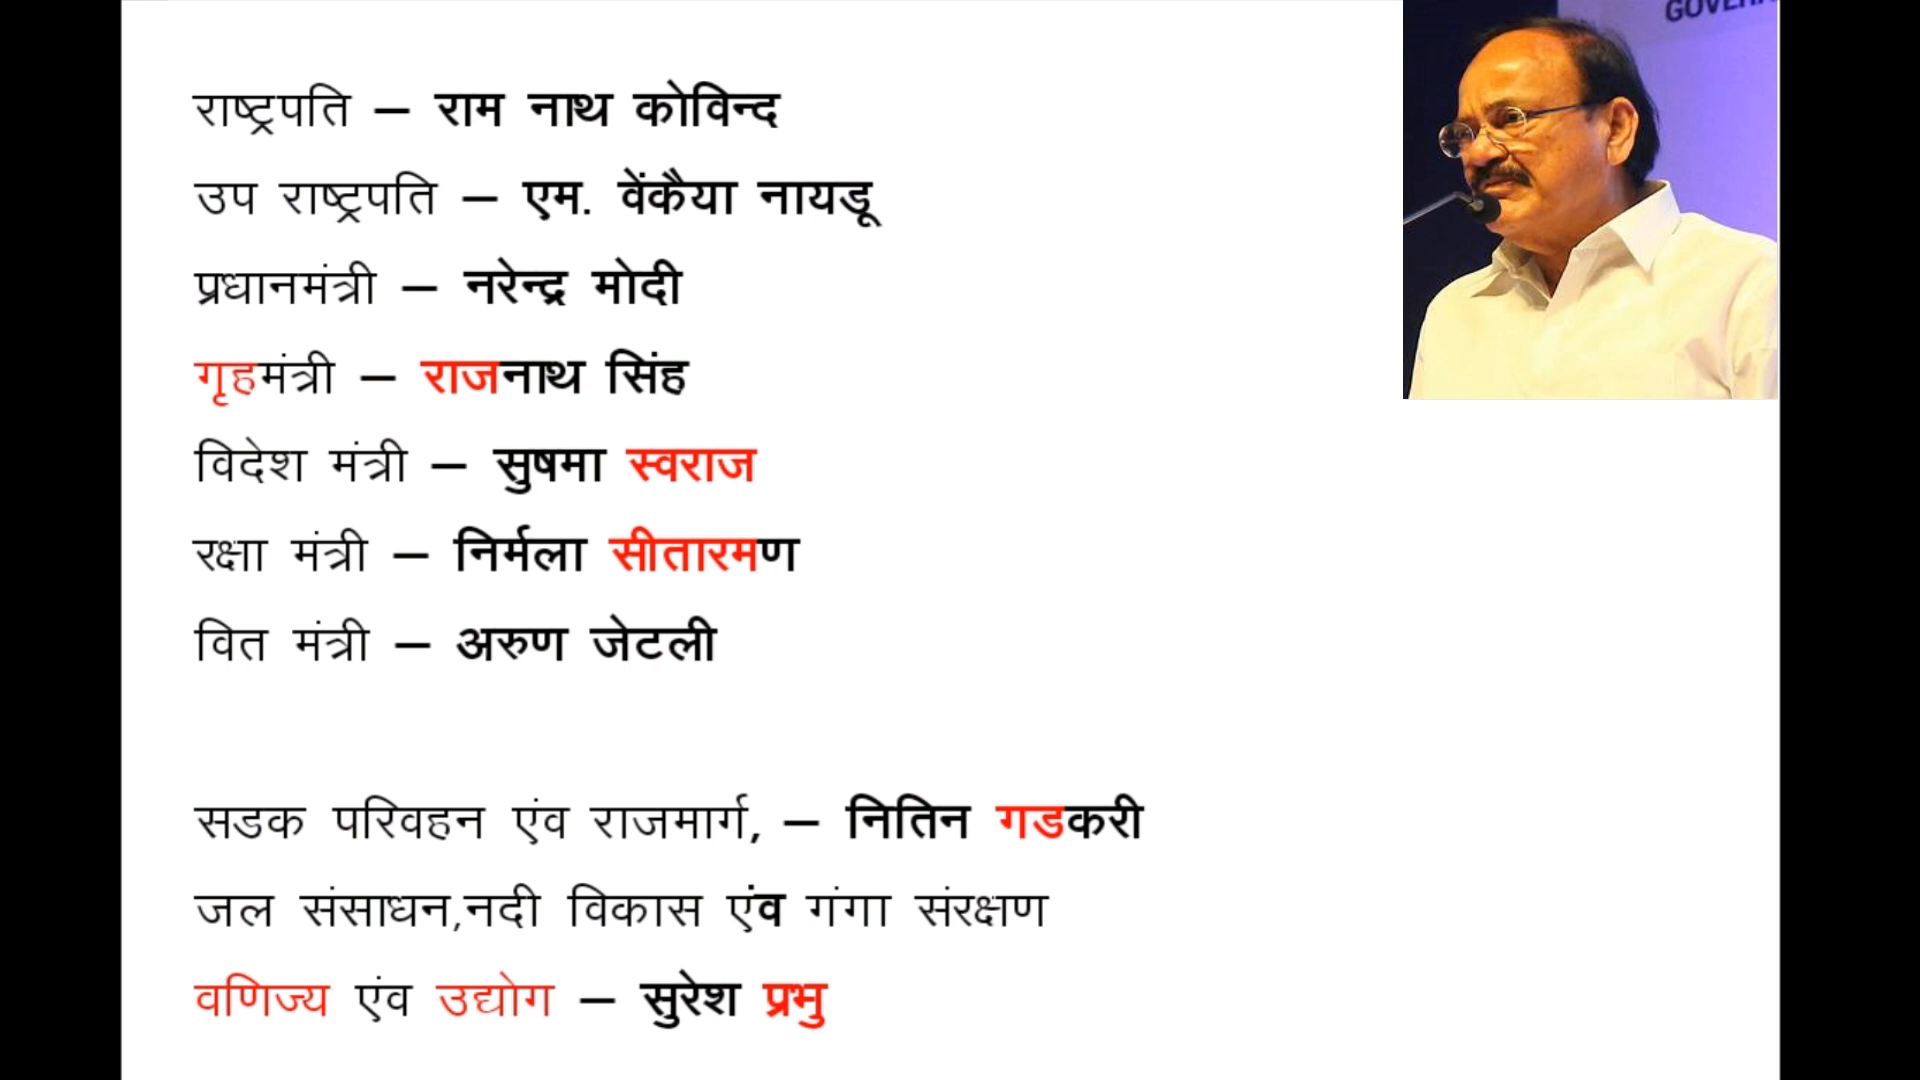 राष्ट्रपति – राम नाथ कोविन्द
उप राष्ट्रपति – एम. वेंकैया नायडू
प्रधानमंत्री – नरेन्द्र मोदी
गृहमंत्री – राजनाथ सिंह
विदेश मंत्री – सुषमा स्वराज
रक्षा मंत्री – निर्मला सीतारमण
वित मंत्री – अरुण जेटली
सडक परिवहन एंव राजमार्ग, – नितिन गडकरी
जल संसाधन,नदी विकास एंव गंगा संरक्षण
वणिज्य एंव उद्योग – सुरेश प्रभु